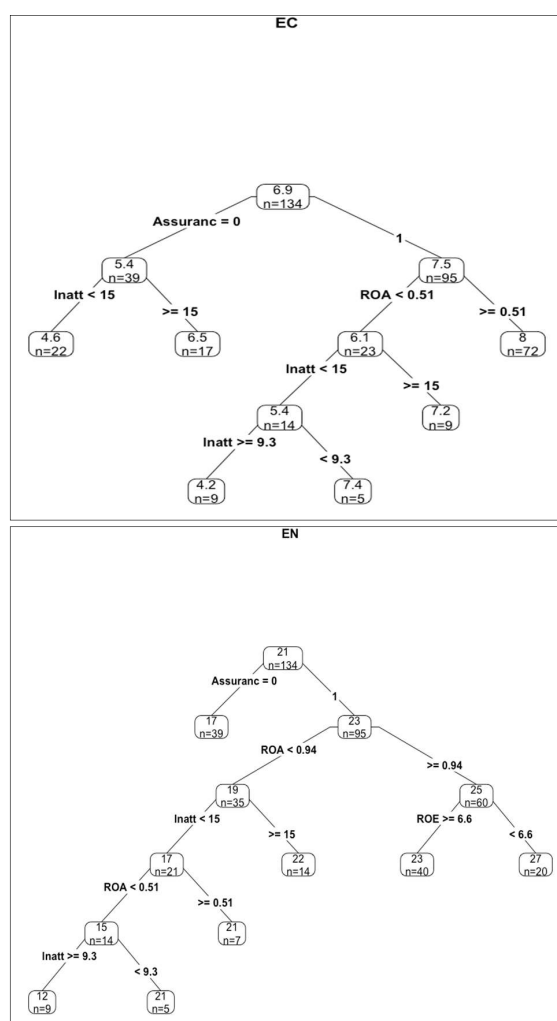 EC
6.9
n=134
Assuranc = 0
1
5.4
n=39
7.5
n=95
Inatt < 15
>= 15
ROA < 0.51
>= 0.51
4.6
n=22
6.5
n=17
6.1
n=23
8
n=72
Inatt < 15
>= 15
5.4
n=14
7.2
n=9
Inatt >= 9.3
< 9.3
4.2
n=9
7.4
n=5
EN
21
n=134
Assuranc = 0
1
17
n=39
23
n=95
ROA < 0.94
>= 0.94
19
n=35
25
n=60
Inatt < 15
>= 15
ROE >= 6.6
< 6.6
17
n=21
22
n=14
23
n=40
27
n=20
ROA < 0.51
>= 0.51
15
n=14
21
n=7
Inatt >= 9.3
< 9.3
12
n=9
21
n=5